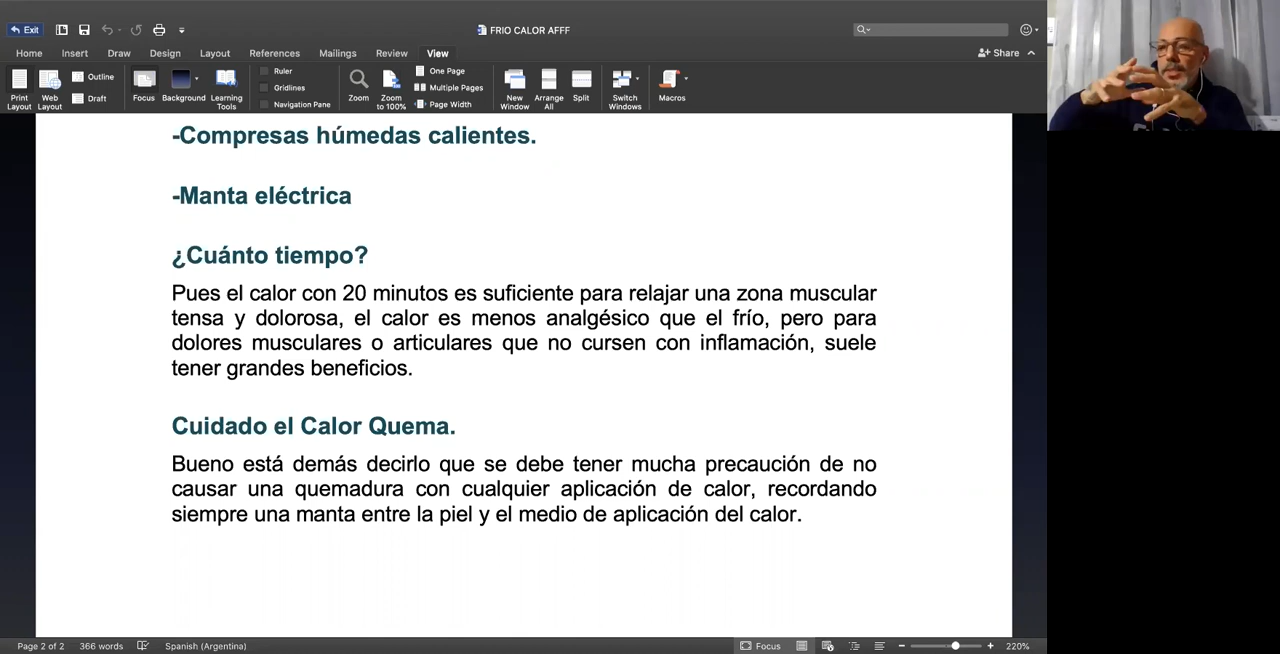 Exit
FRIO CALOR AFFF
Home Insert Draw Design Layout References Mailings Review View
Share
Print Layout
Web Layout
Outline
Draft
Focus
Background
Learning Tools
Ruler
Gridlines
Navigation Pane
Zoom
Zoom to 100%
One Page
Multiple Pages
Page Width
New Window
Arrange All
Split
Switch Windows
Macros
-Compresas húmedas calientes.
-Manta eléctrica
¿Cuánto tiempo?
Pues el calor con 20 minutos es suficiente para relajar una zona muscular
tensa y dolorosa, el calor es menos analgésico que el frío, pero para
dolores musculares o articulares que no cursen con inflamación, suele
tener grandes beneficios.
Cuidado el Calor Quema.
Bueno está demás decirlo que se debe tener mucha precaución de no
causar una quemadura con cualquier aplicación de calor, recordando
siempre una manta entre la piel y el medio de aplicación del calor.
Page 2 of 2 366 words Spanish (Argentina) Focus 220%